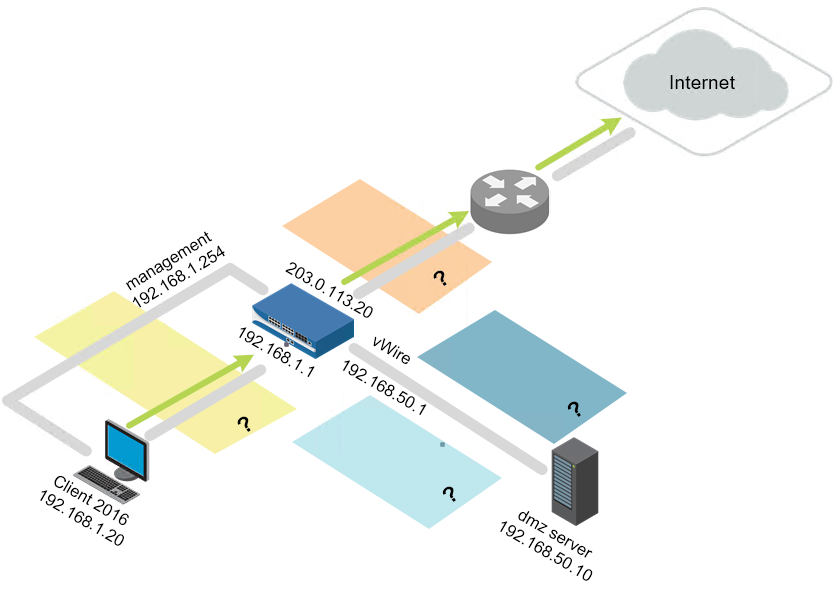 Internet
management
192.168.1.254
203.0.113.20
?
192.168.1.1
vWire
192.168.50.1
?
?
?
Client 2016
192.168.1.20
dmz server
192.168.50.10